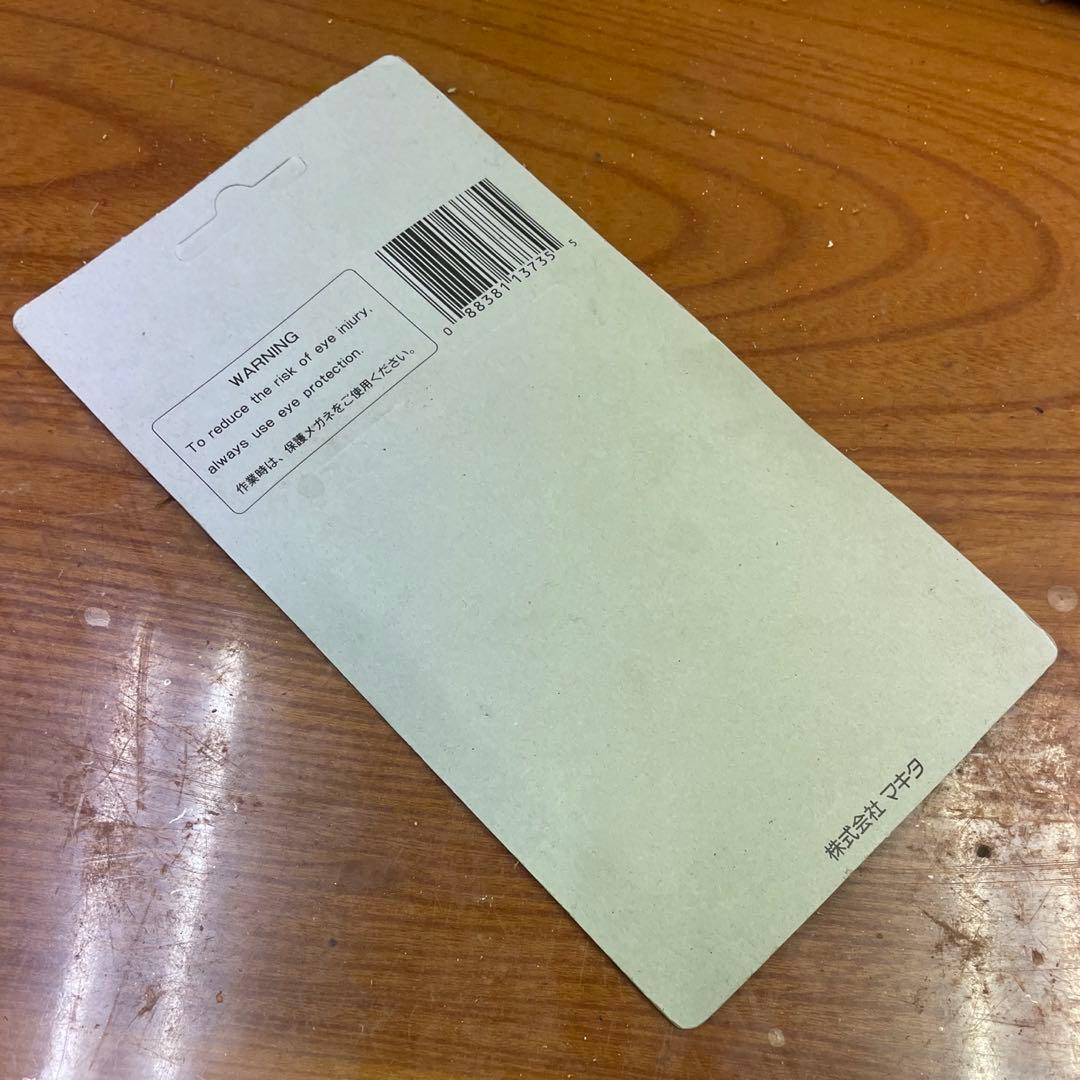 0 88381 13735 5
WARNING
To reduce the risk of eye injury,
always use eye protection.
作業時は、保護メガネをご使用ください。
株式会社 マキタ